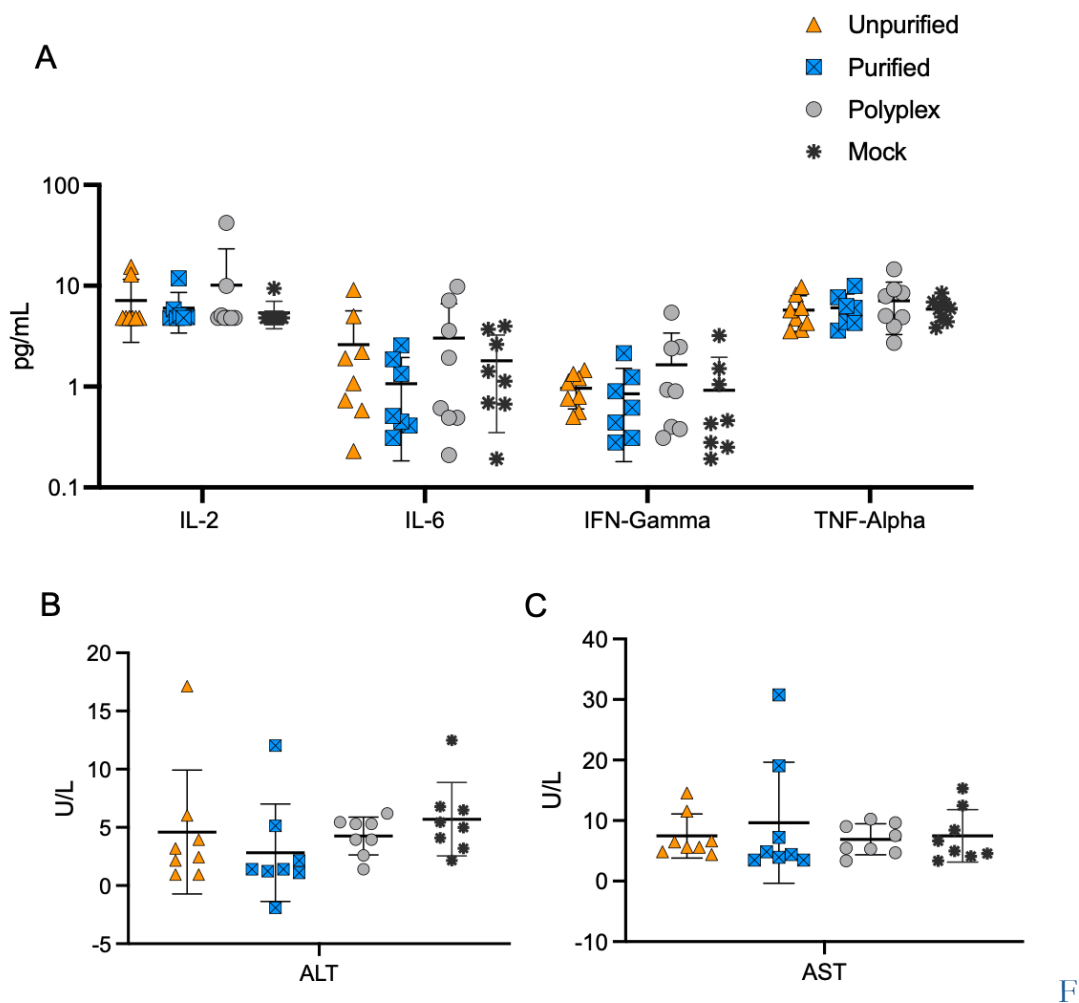 A
Unpurified
Purified
Polyplex
Mock
100
10
1
0.1
pg/mL
IL-2
IL-6
IFN-Gamma
TNF-Alpha
B
20
15
10
5
0
-5
U/L
ALT
C
40
30
20
10
0
-10
U/L
AST
F